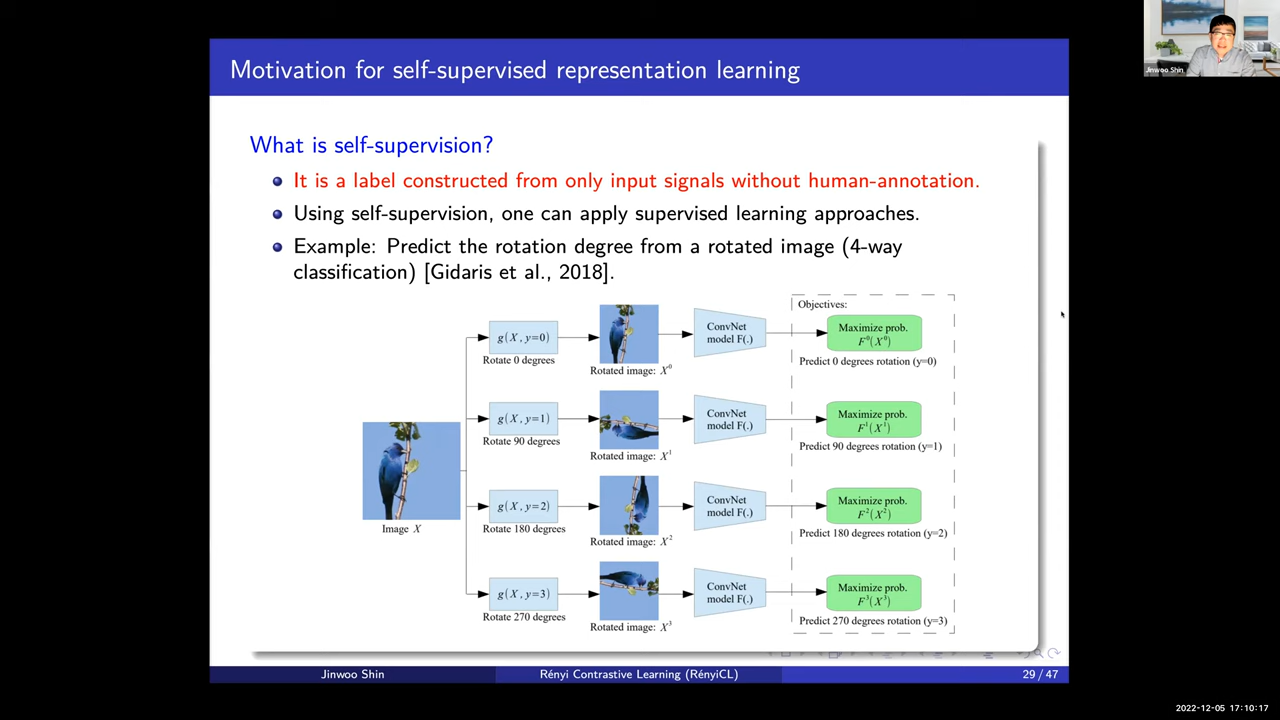 Motivation for self-supervised representation learning
Jinwoo Shin
What is self-supervision?
It is a label constructed from only input signals without human-annotation.
Using self-supervision, one can apply supervised learning approaches.
Example: Predict the rotation degree from a rotated image (4-way
classification) [Gidaris et al., 2018].
Objectives:
g(X, y=0)
Rotate 0 degrees
Rotated image: X⁰
ConvNet
model F(.)
Maximize prob.
F⁰(X⁰)
Predict 0 degrees rotation (y=0)
g(X, y=1)
Rotate 90 degrees
Rotated image: X¹
ConvNet
model F(.)
Maximize prob.
F¹(X¹)
Predict 90 degrees rotation (y=1)
Image X
g(X, y=2)
Rotate 180 degrees
Rotated image: X²
ConvNet
model F(.)
Maximize prob.
F²(X²)
Predict 180 degrees rotation (y=2)
g(X, y=3)
Rotate 270 degrees
Rotated image: X³
ConvNet
model F(.)
Maximize prob.
F³(X³)
Predict 270 degrees rotation (y=3)
Jinwoo Shin
Rényi Contrastive Learning (RényiCL)
29 / 47
2022-12-05 17:10:17